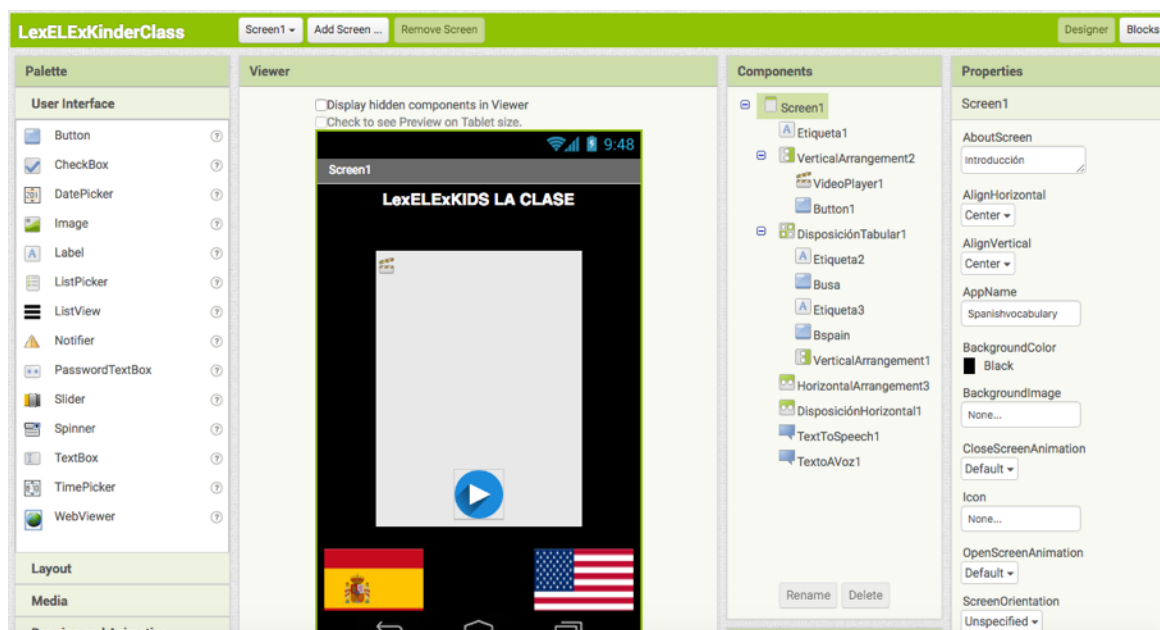 LexELExKinderClass
Screen1
Add Screen ...
Remove Screen
Designer
Blocks
Palette
User Interface
Button
CheckBox
DatePicker
Image
Label
ListPicker
ListView
Notifier
PasswordTextBox
Slider
Spinner
TextBox
TimePicker
WebViewer
Layout
Media
Viewer
Display hidden components in Viewer
Check to see Preview on Tablet size.
9:48
Screen1
LexELExKIDS LA CLASE
Components
Screen1
Etiqueta1
VerticalArrangement2
VideoPlayer1
Button1
DisposiciónTabular1
Etiqueta2
Busa
Etiqueta3
Bspain
VerticalArrangement1
HorizontalArrangement3
DisposiciónHorizontal1
TextToSpeech1
TextoAVoz1
Rename
Delete
Properties
Screen1
AboutScreen
Introducción
AlignHorizontal
Center
AlignVertical
Center
AppName
Spanishvocabulary
BackgroundColor
Black
BackgroundImage
None...
CloseScreenAnimation
Default
Icon
None...
OpenScreenAnimation
Default
ScreenOrientation
Unspecified